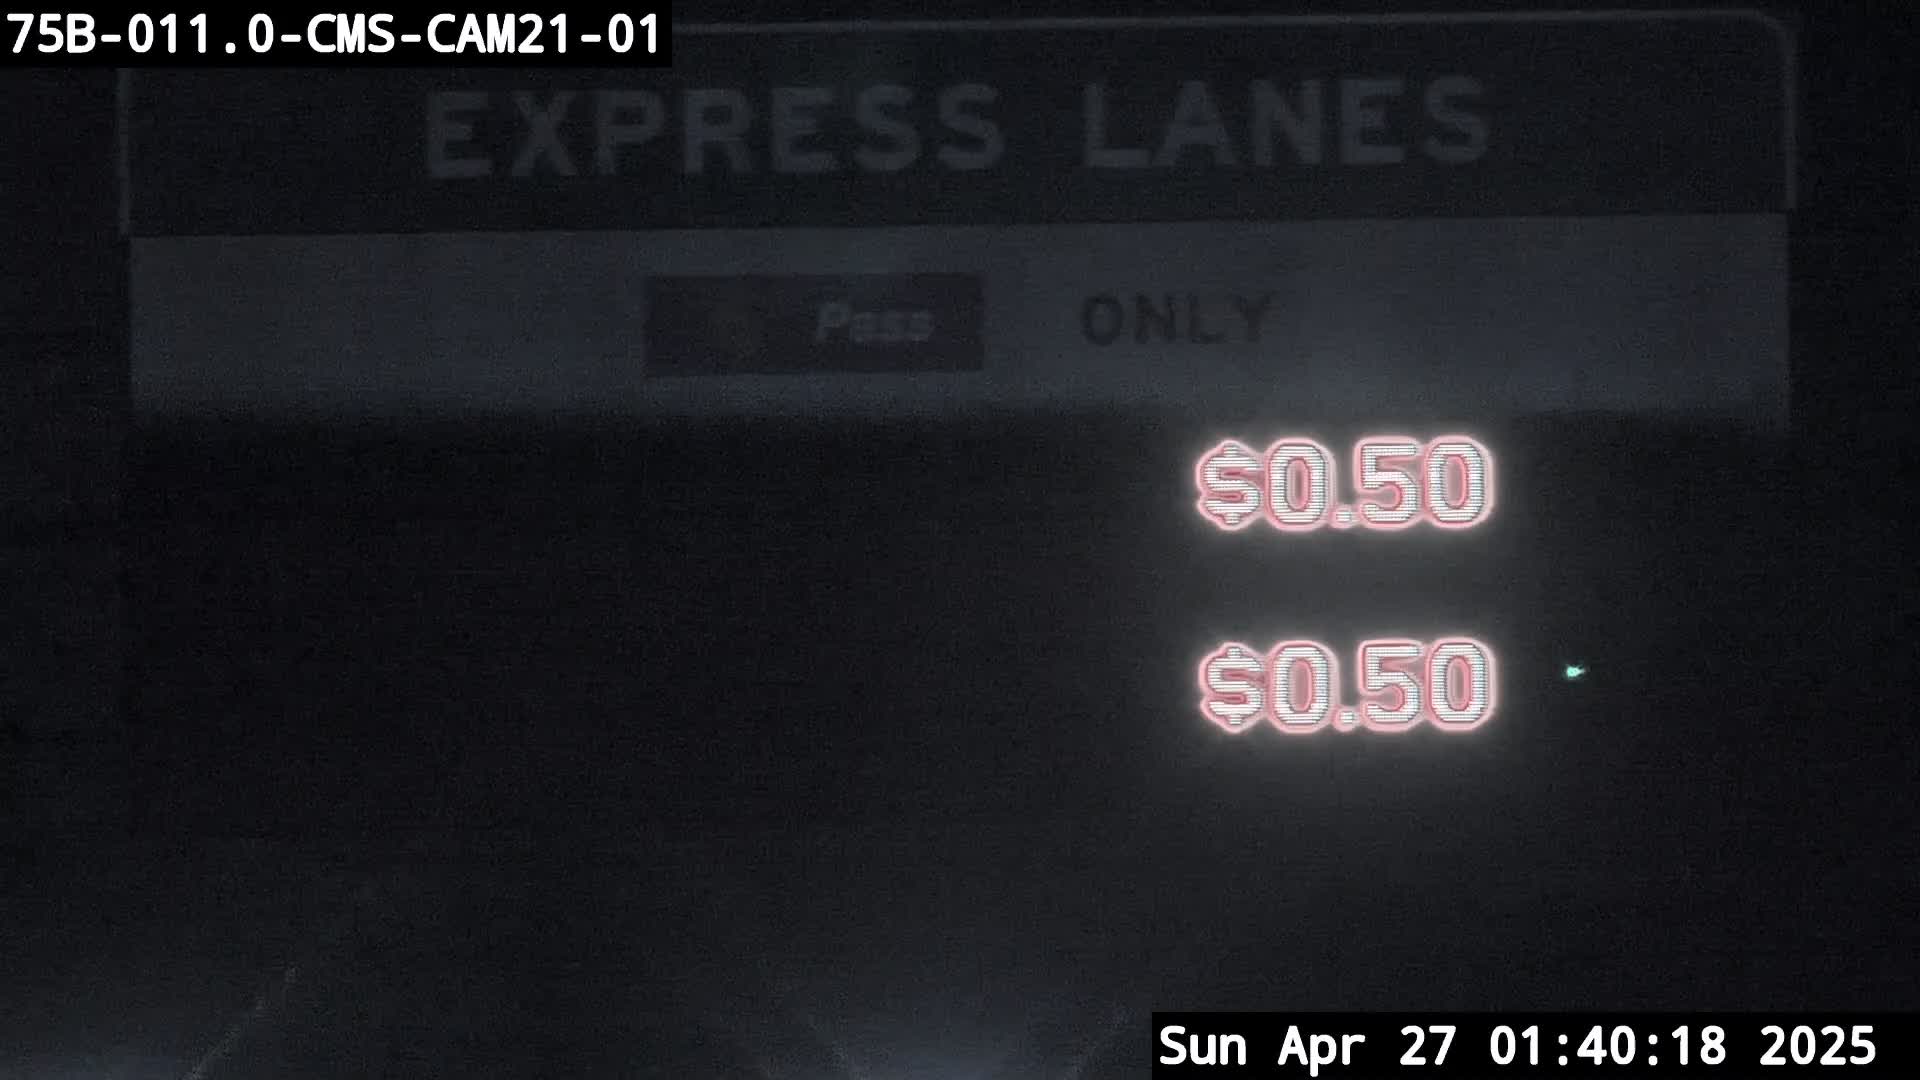 75B-011.0-CMS-CAM21-01
EXPRESS LANES
Pass ONLY
$0.50
$0.50
Sun Apr 27 01:40:18 2025